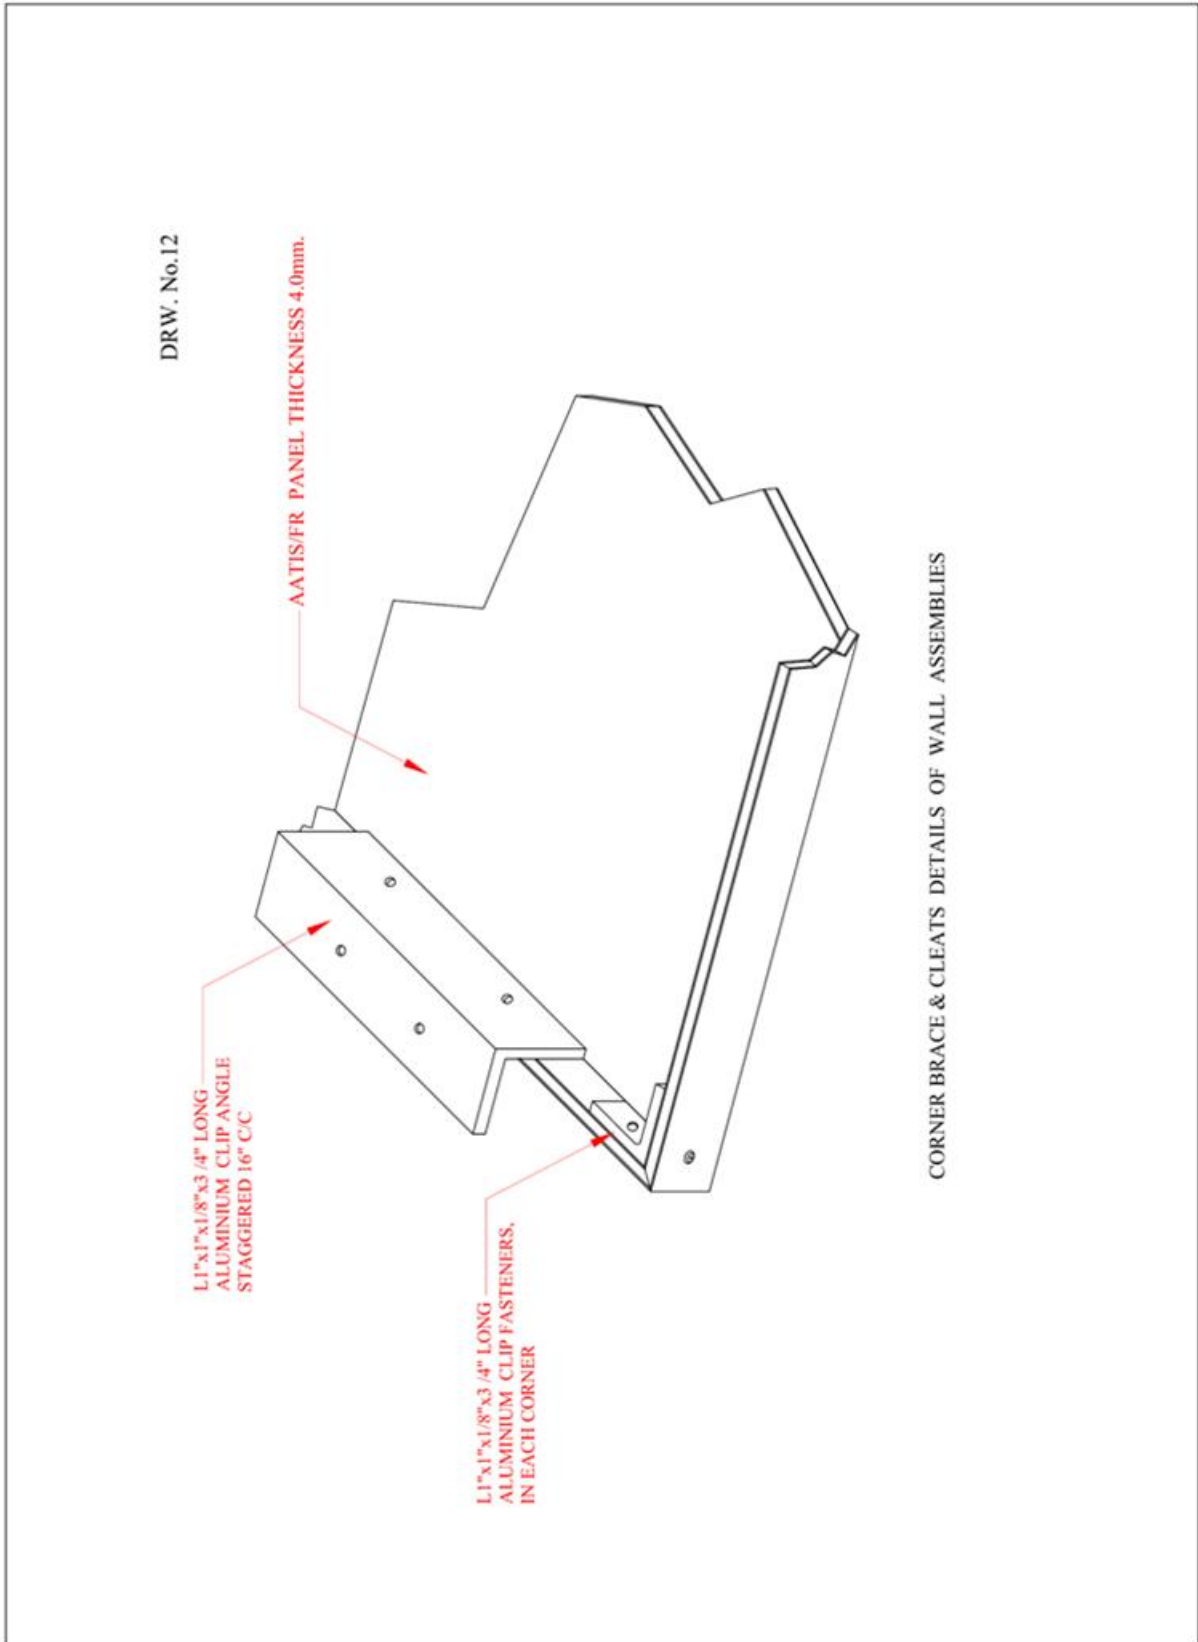 DRW. No.12
AATIS/FR PANEL THICKNESS 4.0mm.
L1"x1"x1/8"x3 /4" LONG
ALUMINIUM CLIP ANGLE
STAGGERED 16" C/C
L1"x1"x1/8"x3 /4" LONG
ALUMINIUM CLIP FASTENERS,
IN EACH CORNER
CORNER BRACE & CLEATS DETAILS OF WALL ASSEMBLIES